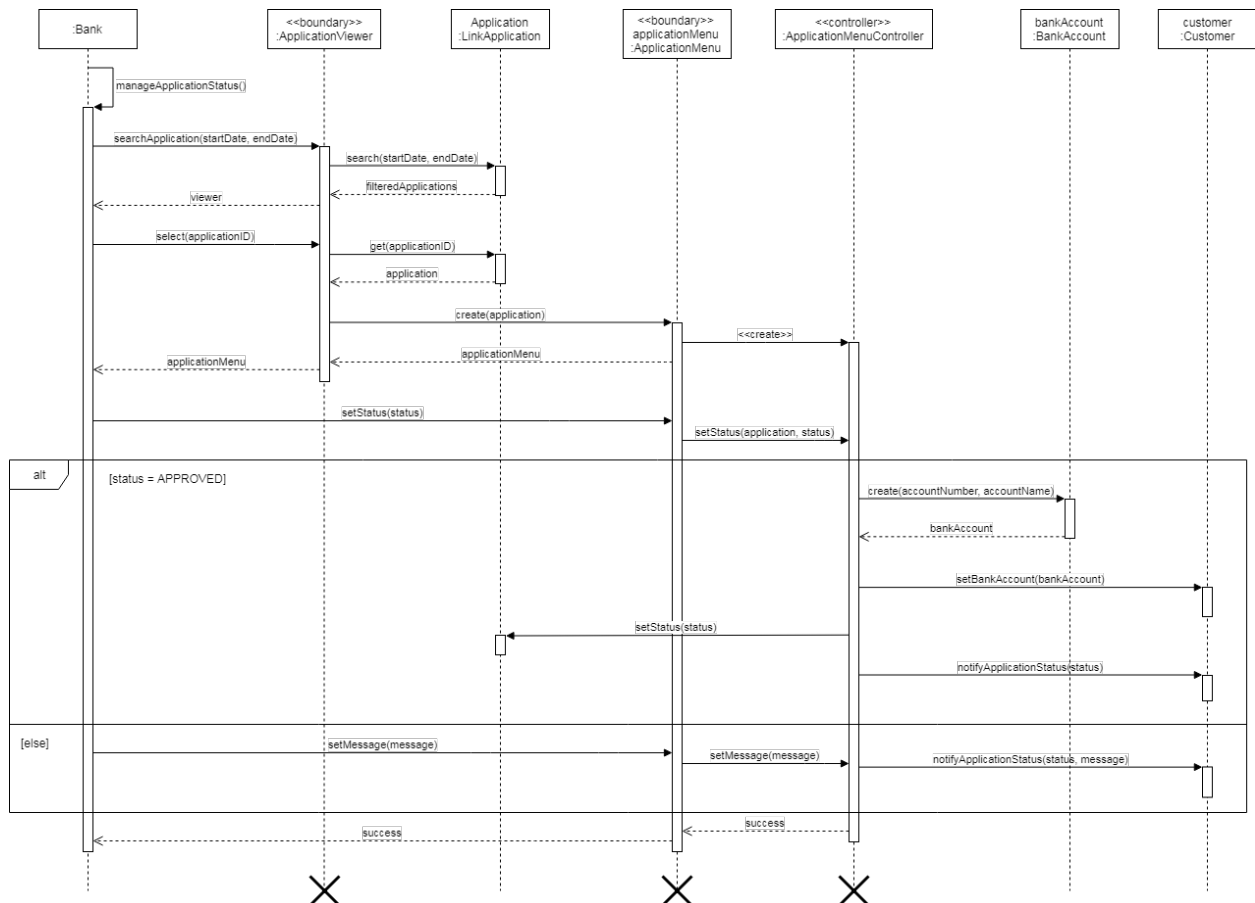 :Bank
<<boundary>>
:ApplicationViewer
Application
:LinkApplication
<<boundary>>
applicationMenu
:ApplicationMenu
<<controller>>
:ApplicationMenuController
bankAccount
:BankAccount
customer
:Customer
manageApplicationStatus()
searchApplication(startDate, endDate)
search(startDate, endDate)
filteredApplications
viewer
select(applicationID)
get(applicationID)
application
create(application)
<<create>>
applicationMenu
applicationMenu
setStatus(status)
setStatus(application, status)
alt
[status = APPROVED]
create(accountNumber, accountName)
bankAccount
setBankAccount(bankAccount)
setStatus(status)
notifyApplicationStatus(status)
[else]
setMessage(message)
setMessage(message)
notifyApplicationStatus(status, message)
success
success